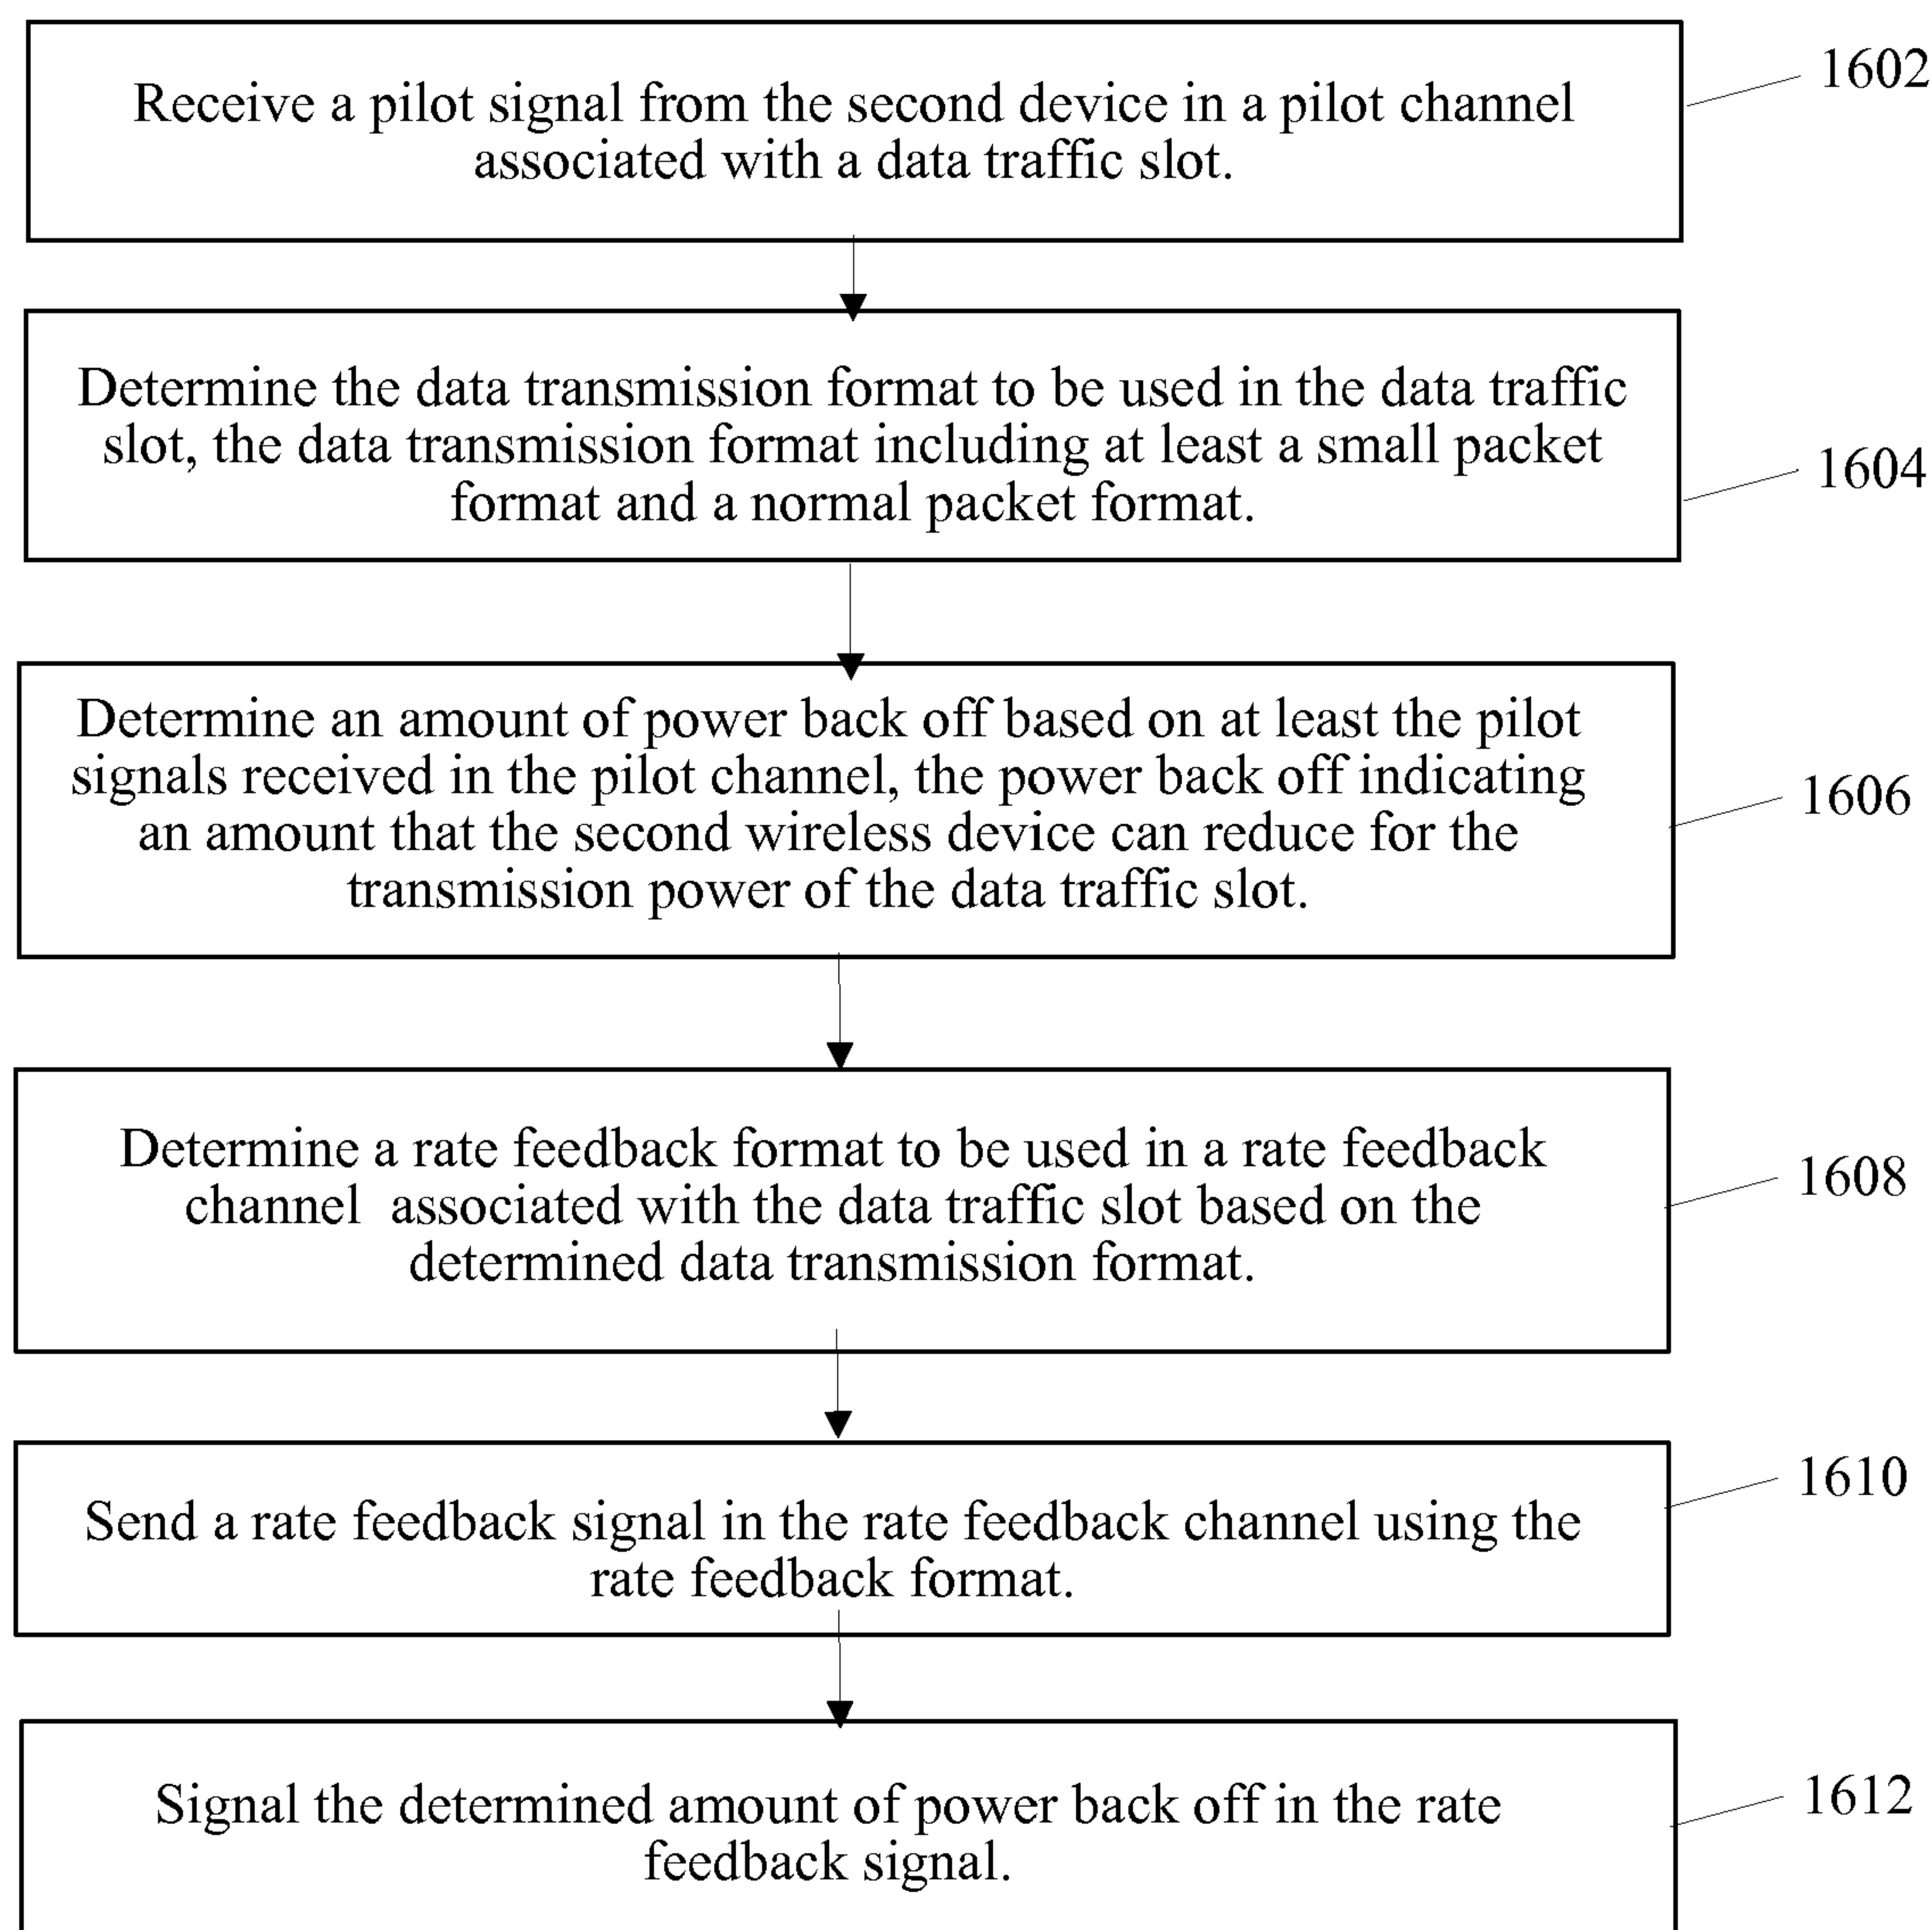 Receive a pilot signal from the second device in a pilot channel
associated with a data traffic slot.
1602
Determine the data transmission format to be used in the data traffic
slot, the data transmission format including at least a small packet
format and a normal packet format.
1604
Determine an amount of power back off based on at least the pilot
signals received in the pilot channel, the power back off indicating
an amount that the second wireless device can reduce for the
transmission power of the data traffic slot.
1606
Determine a rate feedback format to be used in a rate feedback
channel associated with the data traffic slot based on the
determined data transmission format.
1608
Send a rate feedback signal in the rate feedback channel using the
rate feedback format.
1610
Signal the determined amount of power back off in the rate
feedback signal.
1612